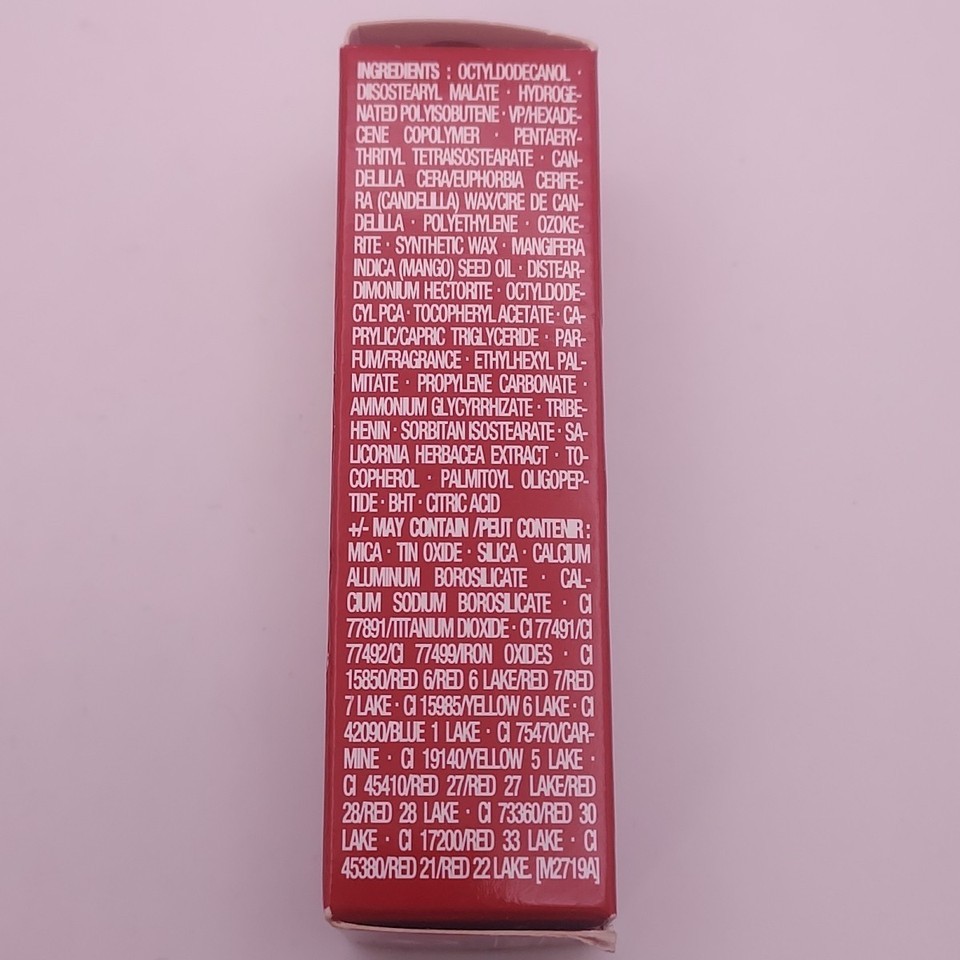 INGREDIENTS : OCTYLDODECANOL ·
DIISOSTEARYL MALATE · HYDROGE-
NATED POLYISOBUTENE · VP/HEXADE-
CENE COPOLYMER · PENTAERY-
THRITYL TETRAISOSTEARATE · CAN-
DELILLA CERA/EUPHORBIA CERIFE-
RA (CANDELILLA) WAX/CIRE DE CAN-
DELILLA · POLYETHYLENE · OZOKE-
RITE · SYNTHETIC WAX · MANGIFERA
INDICA (MANGO) SEED OIL · DISTEAR-
DIMONIUM HECTORITE · OCTYLDODE-
CYL PCA · TOCOPHERYL ACETATE · CA-
PRYLIC/CAPRIC TRIGLYCERIDE · PAR-
FUM/FRAGRANCE · ETHYLHEXYL PAL-
MITATE · PROPYLENE CARBONATE ·
AMMONIUM GLYCYRRHIZATE · TRIBE-
HENIN · SORBITAN ISOSTEARATE · SA-
LICORNIA HERBACEA EXTRACT · TO-
COPHEROL · PALMITOYL OLIGOPEP-
TIDE · BHT · CITRIC ACID
+/- MAY CONTAIN /PEUT CONTENIR :
MICA · TIN OXIDE · SILICA · CALCIUM
ALUMINUM BOROSILICATE · CAL-
CIUM SODIUM BOROSILICATE · CI
77891/TITANIUM DIOXIDE · CI 77491/CI
77492/CI 77499/IRON OXIDES · CI
15850/RED 6/RED 6 LAKE/RED 7/RED
7 LAKE · CI 15985/YELLOW 6 LAKE · CI
42090/BLUE 1 LAKE · CI 75470/CAR-
MINE · CI 19140/YELLOW 5 LAKE ·
CI 45410/RED 27/RED 27 LAKE/RED
28/RED 28 LAKE · CI 73360/RED 30
LAKE · CI 17200/RED 33 LAKE · CI
45380/RED 21/RED 22 LAKE. [M2719A]